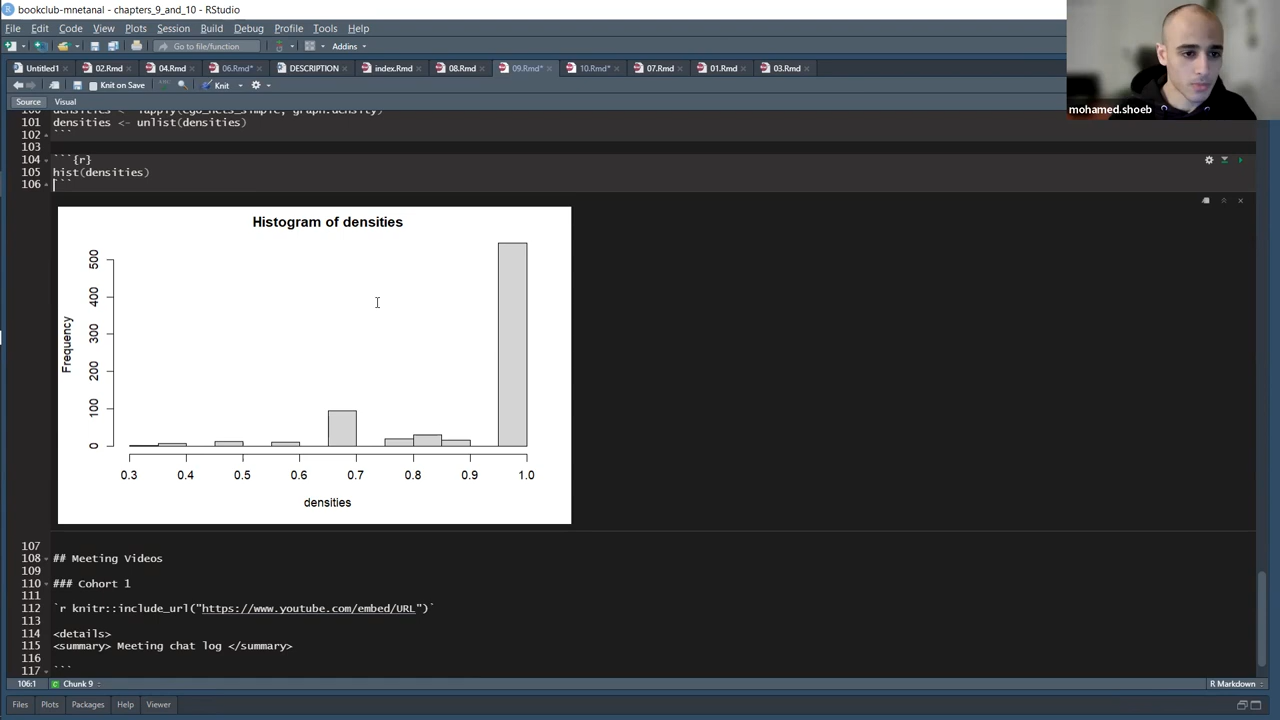 bookclub-mnetanal - chapters_9_and_10 - RStudio
File Edit Code View Plots Session Build Debug Profile Tools Help
Go to file/function Addins
Untitled1 02.Rmd 04.Rmd 06.Rmd* DESCRIPTION index.Rmd 08.Rmd 09.Rmd* 10.Rmd* 07.Rmd 01.Rmd 03.Rmd
mohamed.shoeb
Knit on Save Knit
Source Visual
101 densities <- unlist(densities)
102 ```
103
104 ```{r}
105 hist(densities)
106 ```
Histogram of densities
Frequency
500
400
300
200
100
0
0.3 0.4 0.5 0.6 0.7 0.8 0.9 1.0
densities
107
108 ## Meeting Videos
109
110 ### Cohort 1
111
112 `r knitr::include_url("https://www.youtube.com/embed/URL")`
113
114 <details>
115 <summary> Meeting chat log </summary>
116
117 ```
106:1 Chunk 9 R Markdown
Files Plots Packages Help Viewer